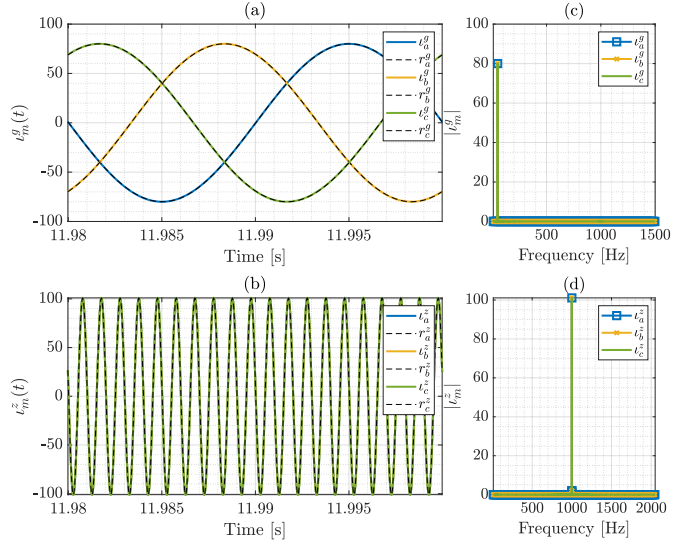 (a)
100
50
0
-50
-100
ι_m^g(t)
ι_a^g
r_a^g
ι_b^g
r_b^g
ι_c^g
r_c^g
11.98
11.985
11.99
11.995
Time [s]
(c)
100
80
60
40
20
0
|ι_m^g|
ι_a^g
ι_b^g
ι_c^g
500
1000
1500
Frequency [Hz]
(b)
100
50
0
-50
-100
ι_m^z(t)
ι_a^z
r_a^z
ι_b^z
r_b^z
ι_c^z
r_c^z
11.98
11.985
11.99
11.995
Time [s]
(d)
100
80
60
40
20
0
|ι_m^z|
ι_a^z
ι_b^z
ι_c^z
500
1000
1500
2000
Frequency [Hz]